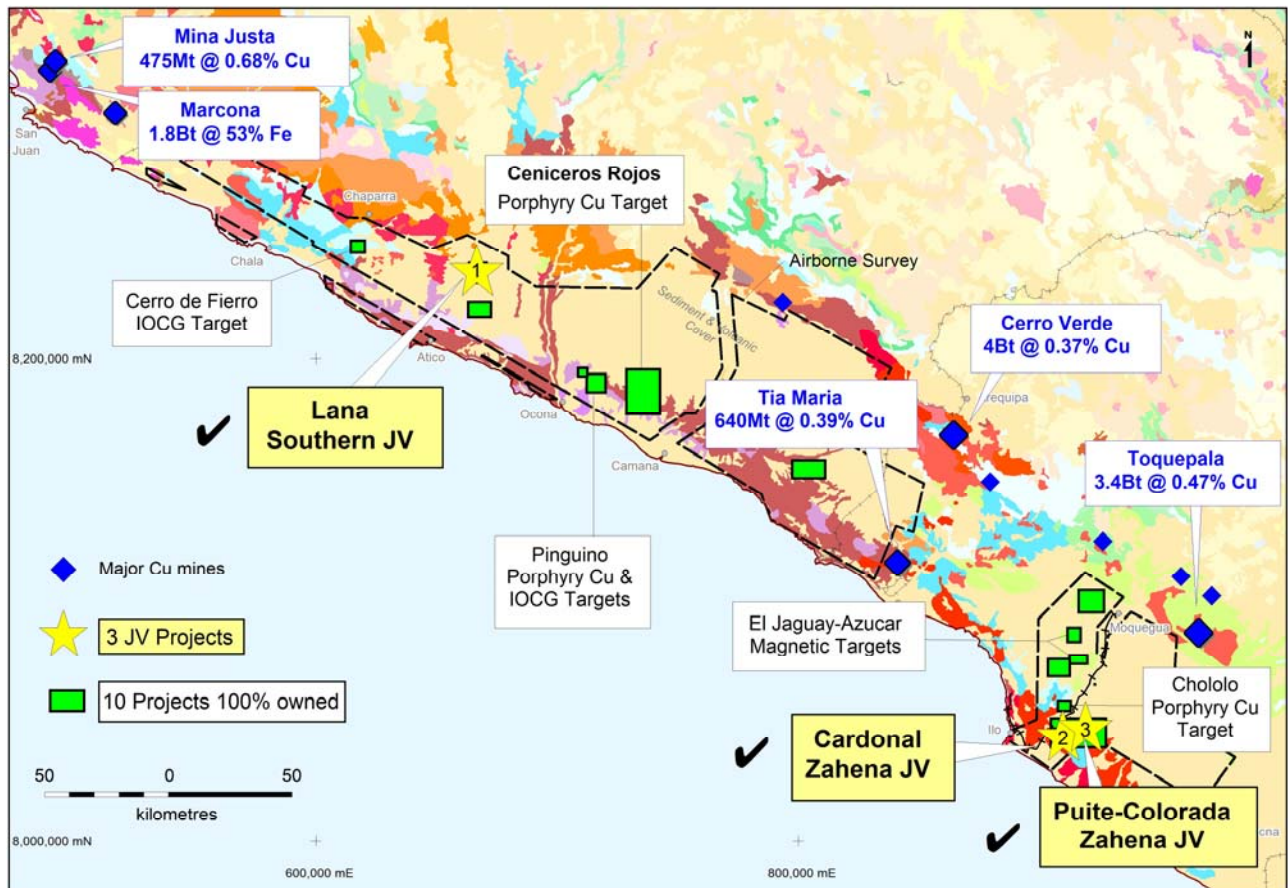 Mina Justa
475Mt @ 0.68% Cu
Marcona
1.8Bt @ 53% Fe
N
San
Juan
Ceniceros Rojos
Porphyry Cu Target
Chaparra
Chala
Airborne Survey
1
Cerro de Fierro
IOCG Target
Sediment & Volcanic
Cover
Cerro Verde
4Bt @ 0.37% Cu
8,200,000 mN
Atico
Lana
Southern JV
Ocona
Tia Maria
640Mt @ 0.39% Cu
requipa
Camana
Toquepala
3.4Bt @ 0.47% Cu
Pinguino
Porphyry Cu &
IOCG Targets
Major Cu mines
3 JV Projects
10 Projects 100% owned
El Jaguay-Azucar
Magnetic Targets
Moquegua
Chololo
Porphyry Cu
Target
Ilo
2
3
Cardonal
Zahena JV
Puite-Colorada
Zahena JV
50 0 50
kilometres
8,000,000 mN
600,000 mE
800,000 mE
cna